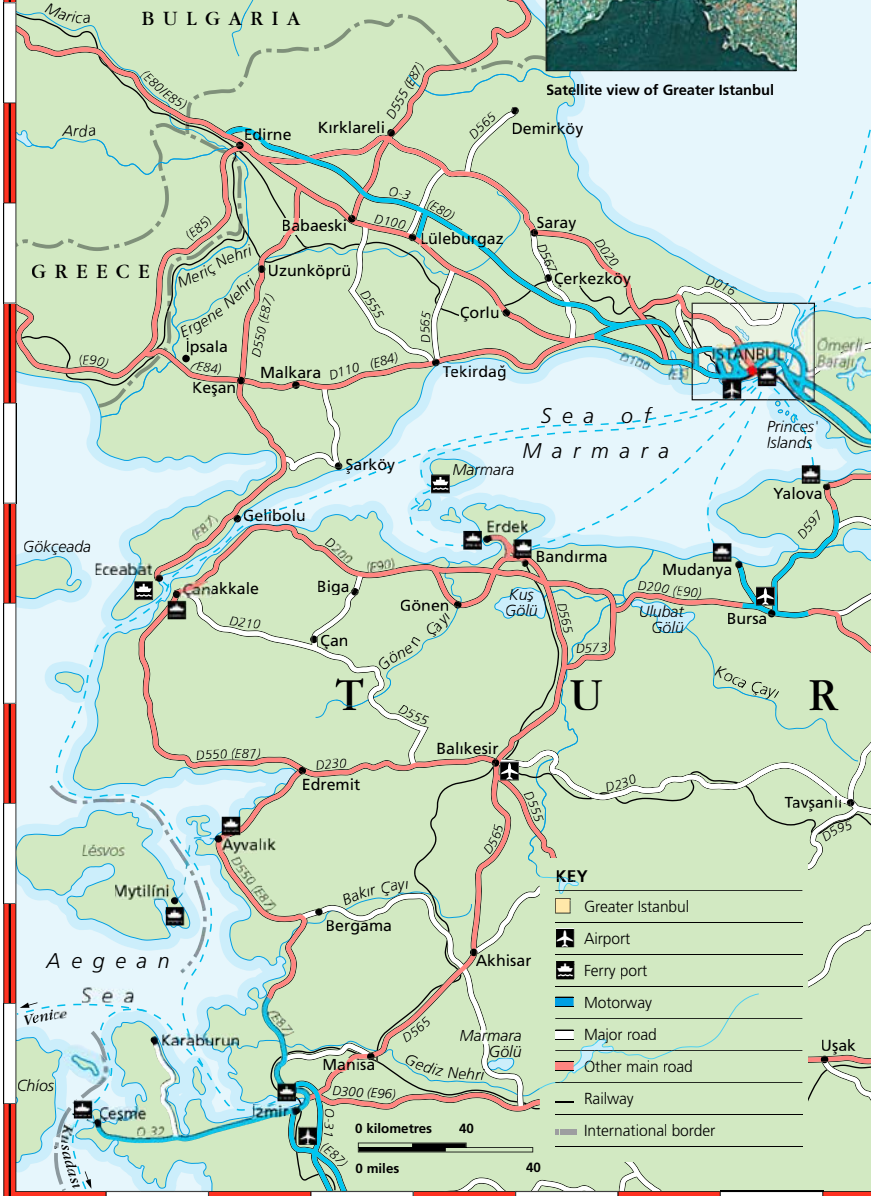 BULGARIA
Marica
(E80/E85)
D555 (E87)
Satellite view of Greater Istanbul
Arda
Edirne
Kırklareli
D565
Demirköy
O-3
(E80)
(E85)
Babaeski
D100
Lüleburgaz
Saray
D020
D567
GREECE
Meriç Nehri
Uzunköprü
Ergene Nehri
D555
D565
Çerkezköy
D016
Çorlu
İpsala
D550 (E87)
(E90)
(E84)
Keşan
Malkara
D110
(E84)
Tekirdağ
D100
(E5)
İSTANBUL
Ömerli
Barajı
Sea of
Marmara
Princes'
Islands
Şarköy
Marmara
Yalova
Gelibolu
(E87)
Erdek
D597
Gökçeada
Eceabat
D200
(E90)
Bandırma
Mudanya
Çanakkale
Biga
Gönen
Kuş
Gölü
D200 (E90)
Ulubat
Gölü
Bursa
D210
Çan
Gönen Çayı
D565
D573
Koca Çayı
T U R
D555
D550 (E87)
D230
Balıkesir
Edremit
D230
Tavşanlı
D595
D555
D565
Ayvalık
D550 (E87)
Lésvos
Mytilíni
Bakır Çayı
Bergama
Akhisar
Aegean
Sea
Venice
(E87)
D565
Karaburun
Manisa
Marmara
Gölü
Gediz Nehri
Uşak
Chíos
Çeşme
O-32
İzmir
D300 (E96)
O-31
(E87)
Kuşadası
KEY
Greater Istanbul
Airport
Ferry port
Motorway
Major road
Other main road
Railway
International border
0 kilometres 40
0 miles 40